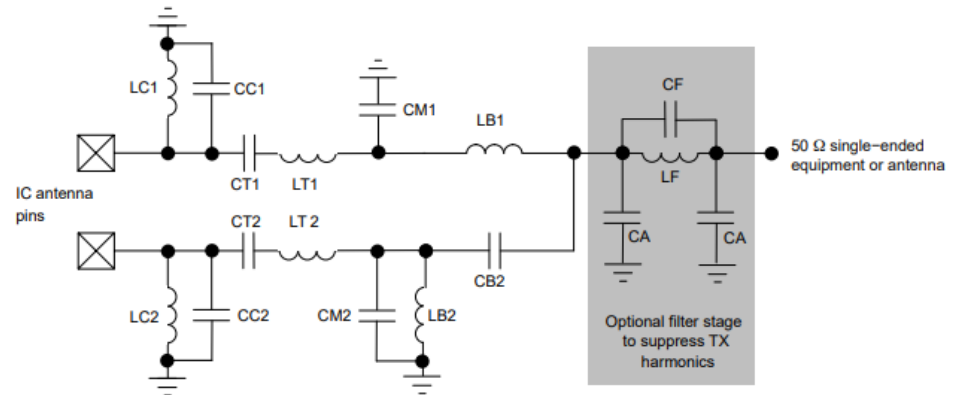 LC1
CC1
CM1
LB1
CT1
LT1
IC antenna
pins
CT2
LT 2
CB2
LC2
CC2
CM2
LB2
CF
LF
CA
CA
50 Ω single−ended
equipment or antenna
Optional filter stage
to suppress TX
harmonics